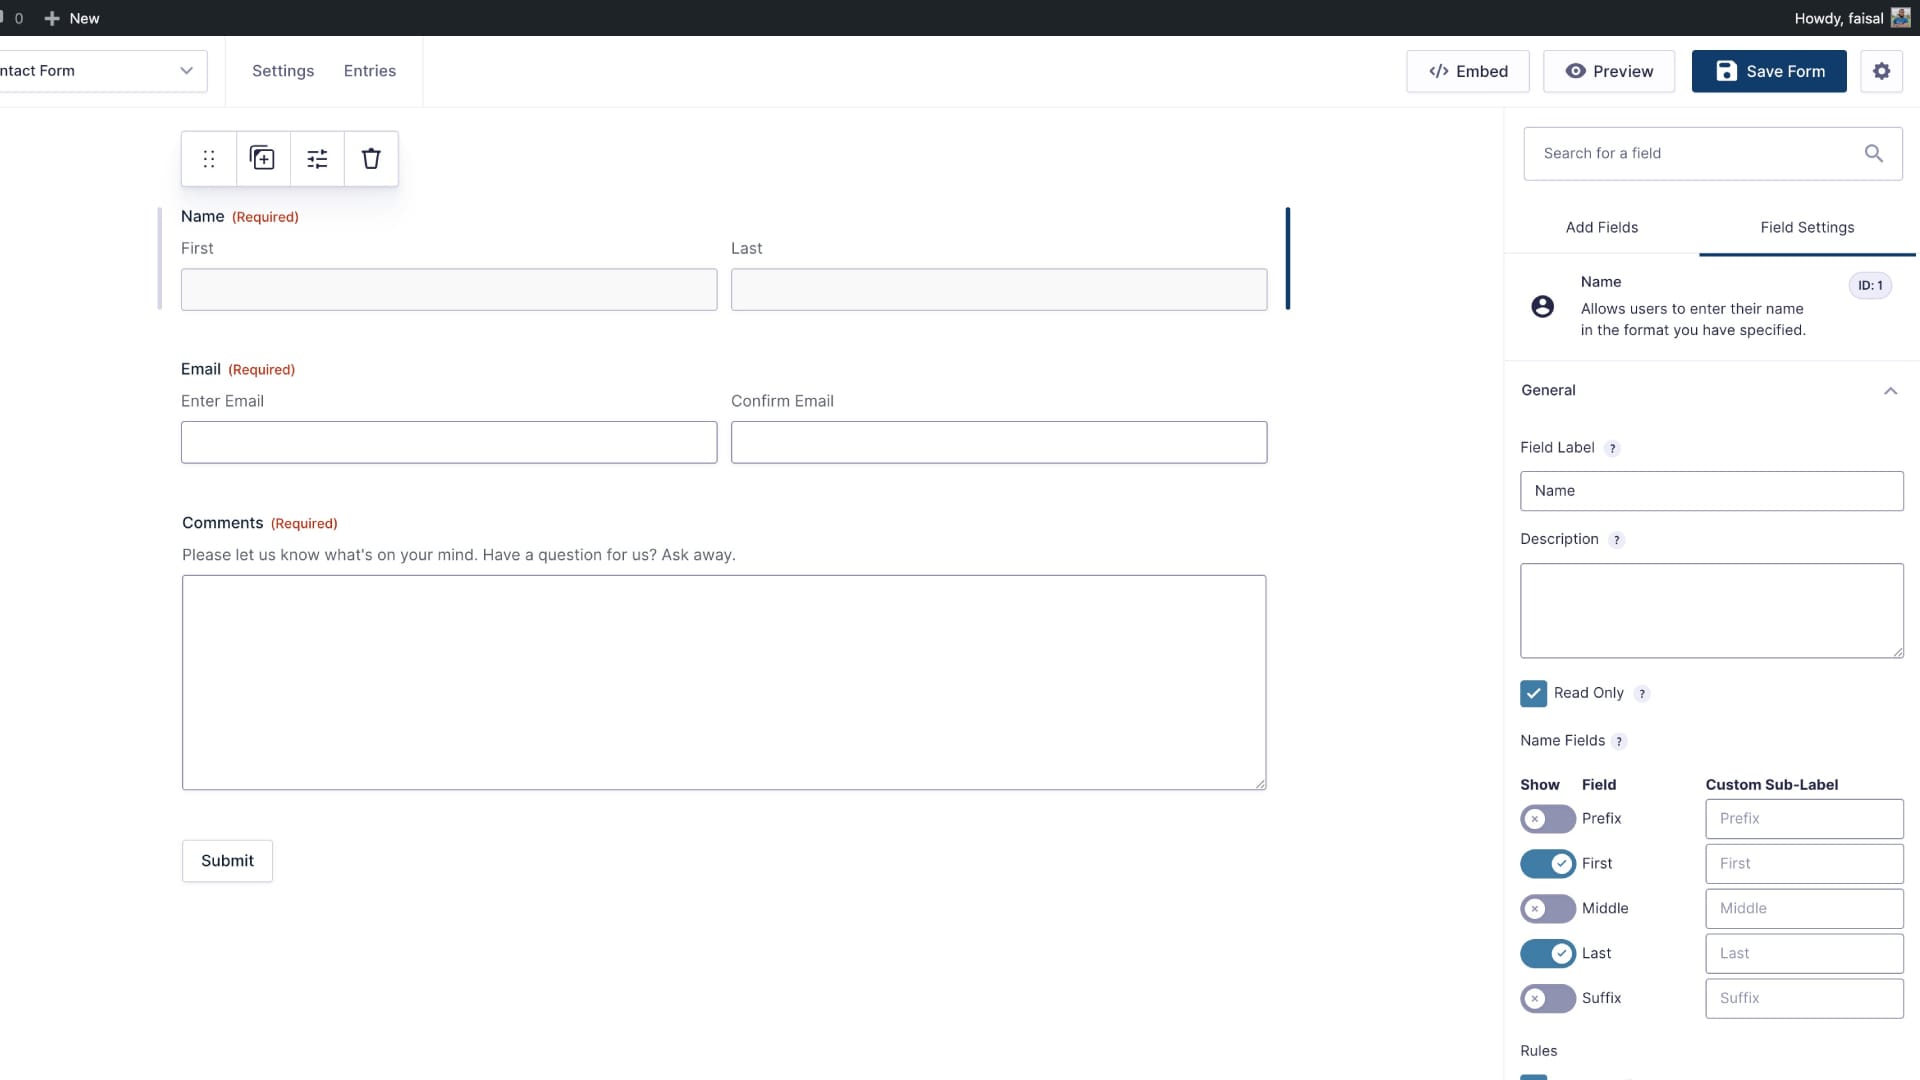 0 New Howdy, faisal
ntact Form Settings Entries </> Embed Preview Save Form
Search for a field
Add Fields Field Settings
Name (Required)
First Last
Name ID: 1
Allows users to enter their name
in the format you have specified.
Email (Required)
Enter Email Confirm Email
General
Field Label ?
Name
Comments (Required)
Please let us know what's on your mind. Have a question for us? Ask away.
Description ?
Read Only ?
Name Fields ?
Show Field Custom Sub-Label
Prefix Prefix
First First
Middle Middle
Last Last
Suffix Suffix
Submit
Rules